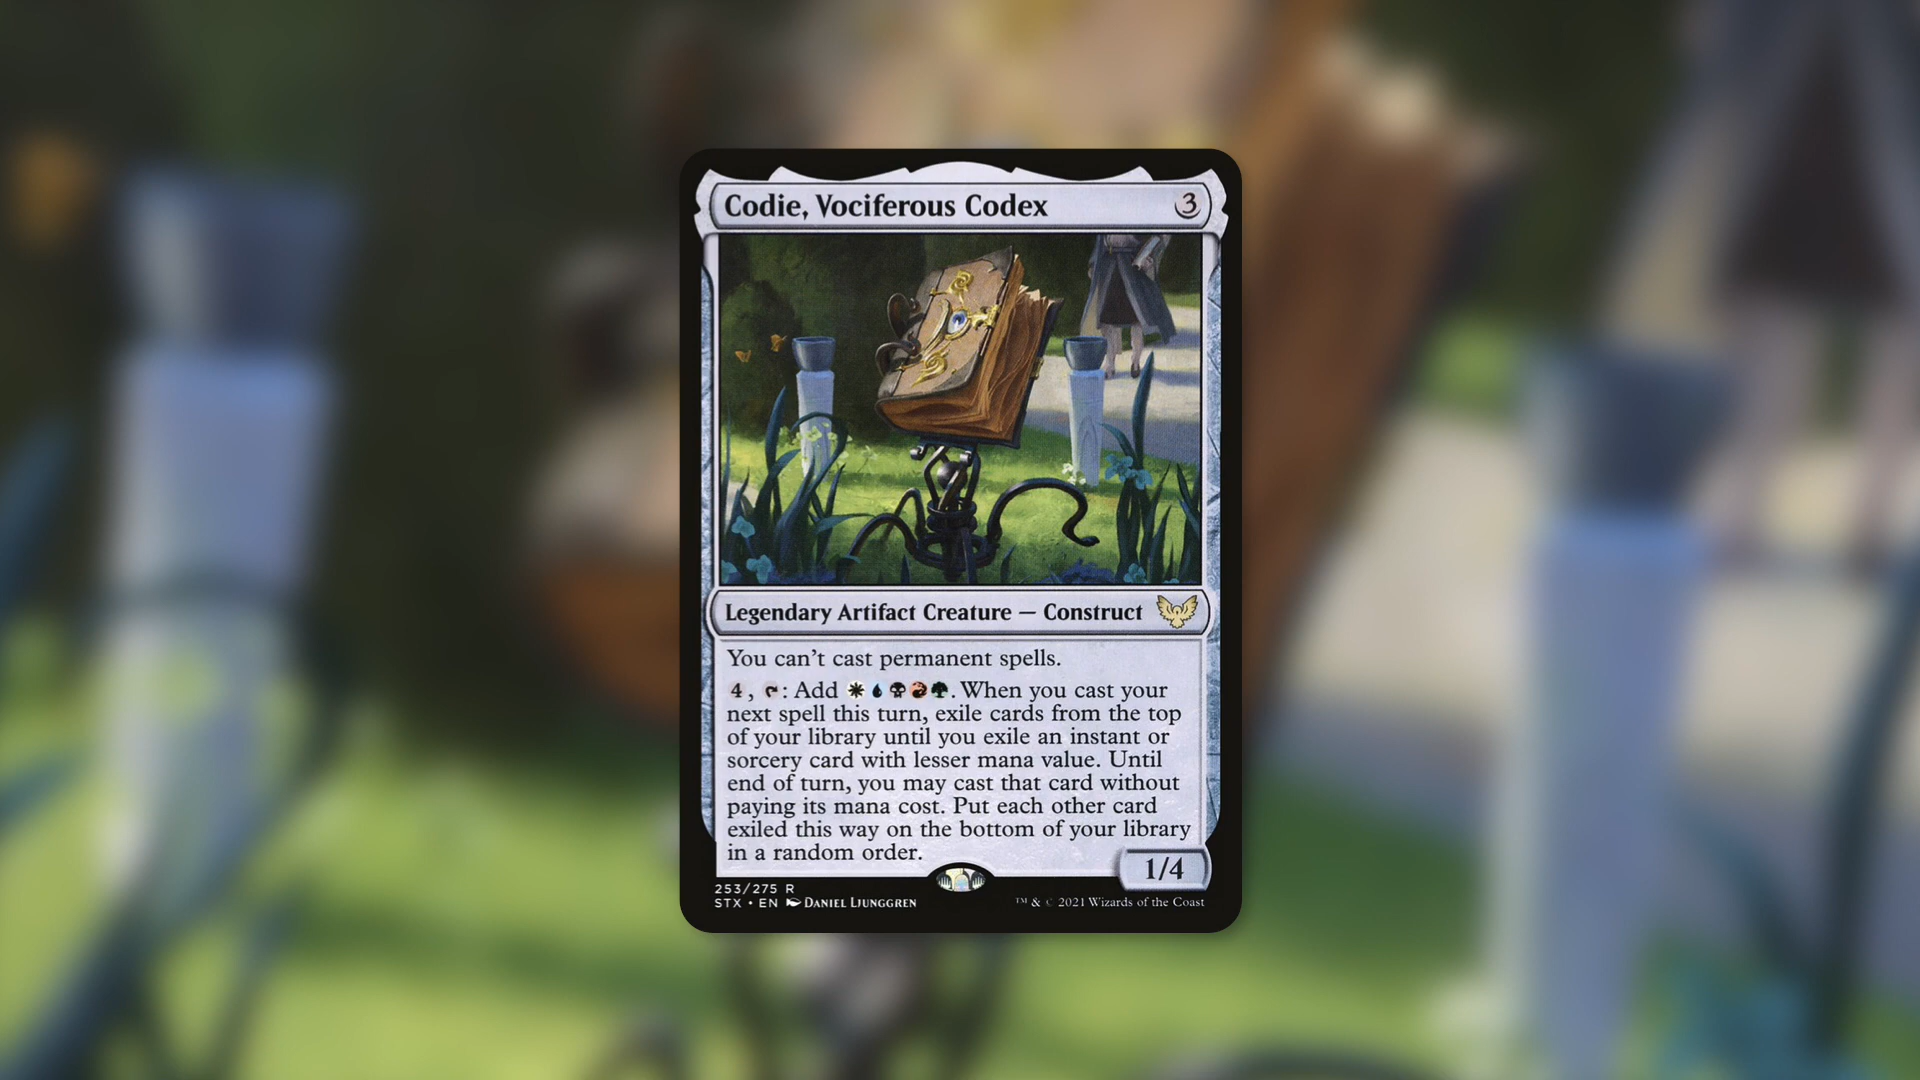 Codie, Vociferous Codex 3
Legendary Artifact Creature — Construct
You can't cast permanent spells.
4, : Add . When you cast your
next spell this turn, exile cards from the top
of your library until you exile an instant or
sorcery card with lesser mana value. Until
end of turn, you may cast that card without
paying its mana cost. Put each other card
exiled this way on the bottom of your library
in a random order.
1/4
253/275 R
STX • EN DANIEL LJUNGGREN
™ & © 2021 Wizards of the Coast